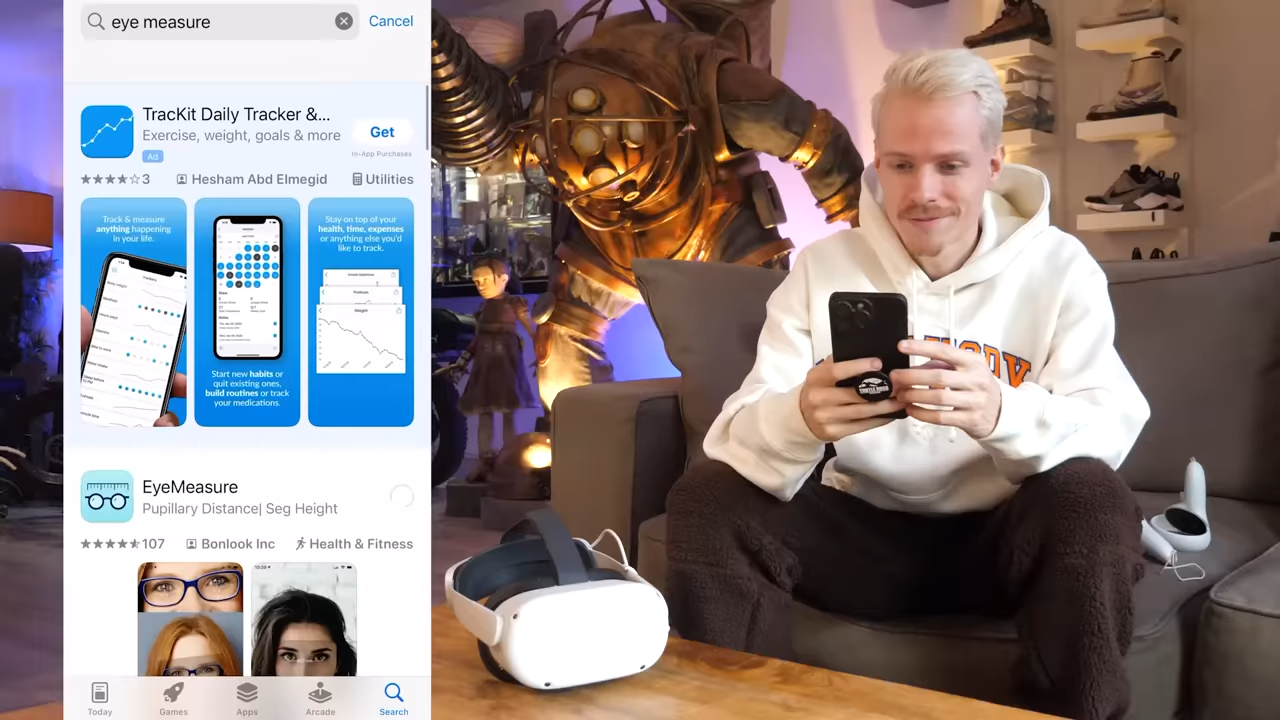 eye measure
Cancel
TracKit Daily Tracker &...
Exercise, weight, goals & more
Get
Ad
In-App Purchases
3
Hesham Abd Elmegid
Utilities
Track & measure
anything happening
in your life.
Start new habits or
quit existing ones,
build routines or track
your medications.
Stay on top of your
health, time, expenses
or anything else you'd
like to track.
Weight
EyeMeasure
Pupillary Distance| Seg Height
107
Bonlook Inc
Health & Fitness
Today
Games
Apps
Arcade
Search